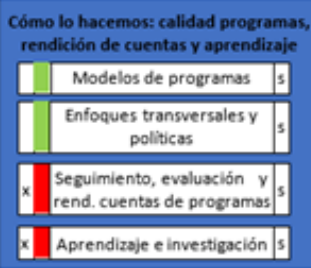 Cómo lo hacemos: calidad programas,
rendición de cuentas y aprendizaje
Modelos de programas s
Enfoques transversales y
políticas s
x Seguimiento, evaluación y
rend. cuentas de programas s
x Aprendizaje e investigación s